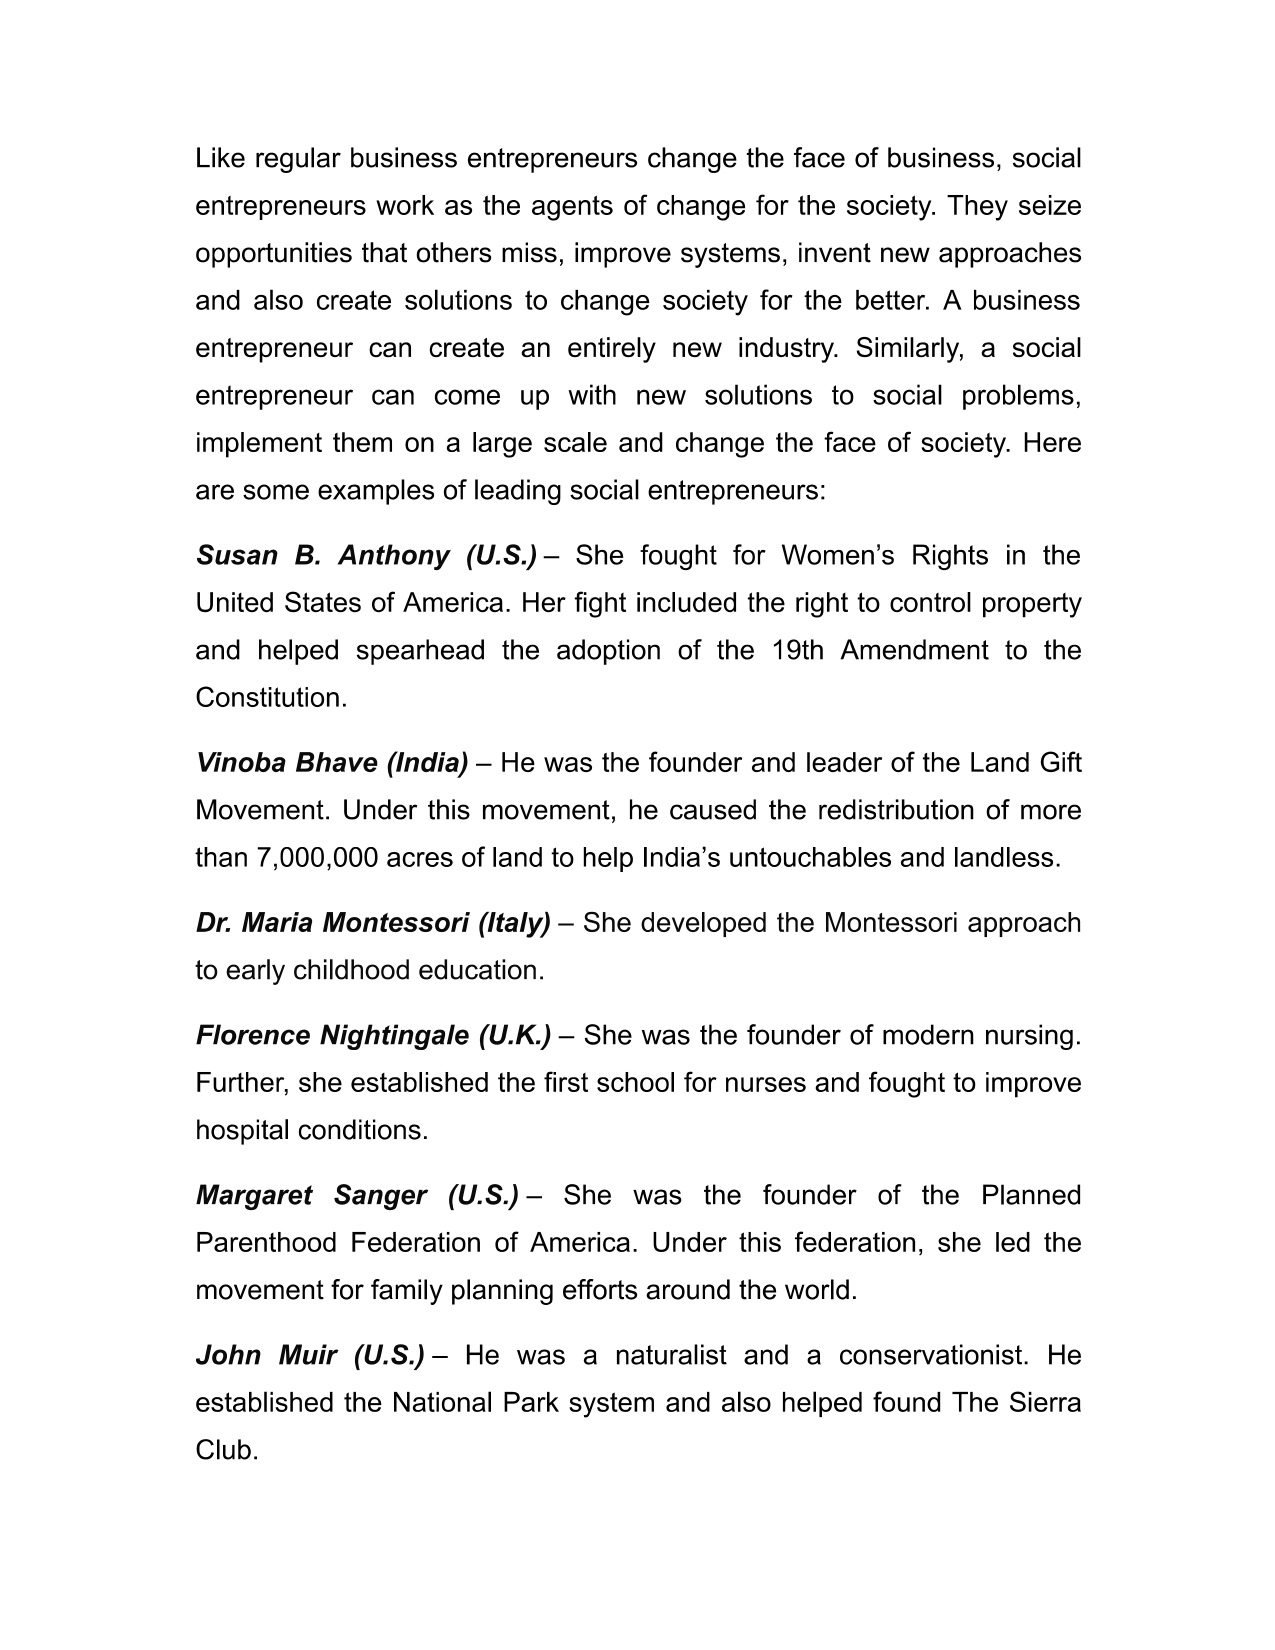 Like regular business entrepreneurs change the face of business, social
entrepreneurs work as the agents of change for the society. They seize
opportunities that others miss, improve systems, invent new approaches
and also create solutions to change society for the better. A business
entrepreneur can create an entirely new industry. Similarly, a social
entrepreneur can come up with new solutions to social problems,
implement them on a large scale and change the face of society. Here
are some examples of leading social entrepreneurs:
Susan B. Anthony (U.S.) – She fought for Women’s Rights in the
United States of America. Her fight included the right to control property
and helped spearhead the adoption of the 19th Amendment to the
Constitution.
Vinoba Bhave (India) – He was the founder and leader of the Land Gift
Movement. Under this movement, he caused the redistribution of more
than 7,000,000 acres of land to help India’s untouchables and landless.
Dr. Maria Montessori (Italy) – She developed the Montessori approach
to early childhood education.
Florence Nightingale (U.K.) – She was the founder of modern nursing.
Further, she established the first school for nurses and fought to improve
hospital conditions.
Margaret Sanger (U.S.) – She was the founder of the Planned
Parenthood Federation of America. Under this federation, she led the
movement for family planning efforts around the world.
John Muir (U.S.) – He was a naturalist and a conservationist. He
established the National Park system and also helped found The Sierra
Club.